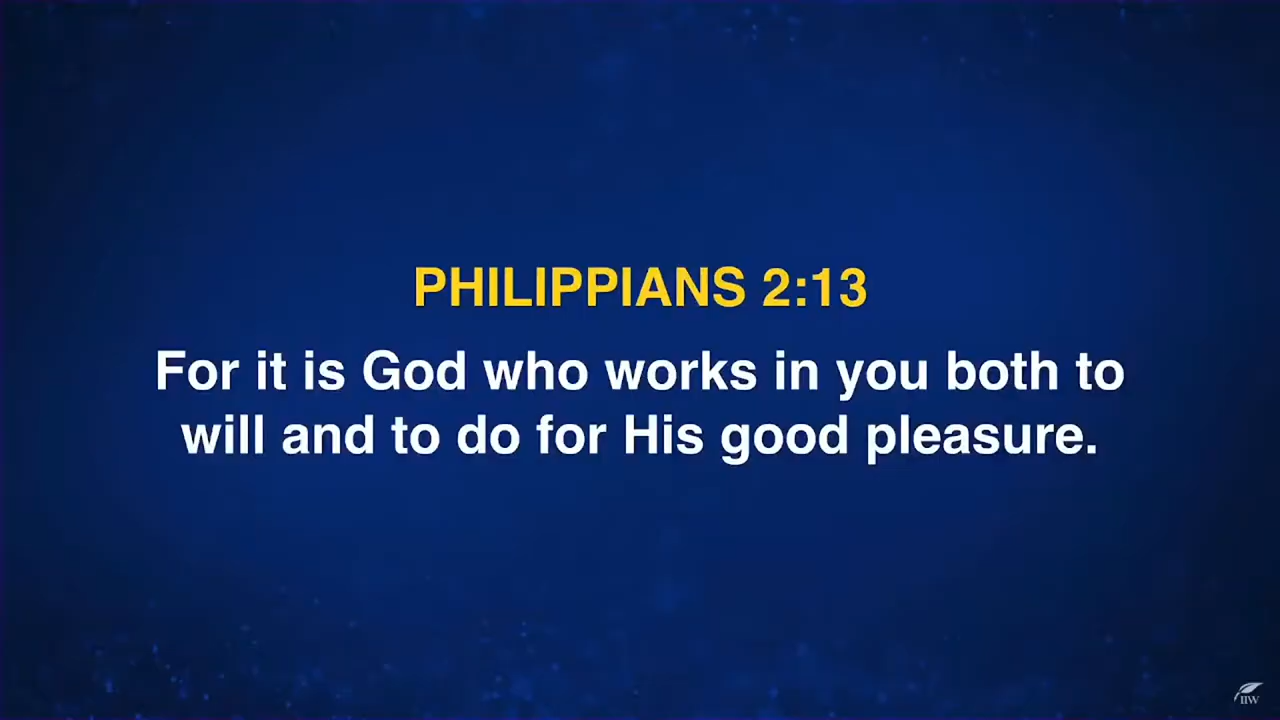 PHILIPPIANS 2:13
For it is God who works in you both to
will and to do for His good pleasure.
IIW